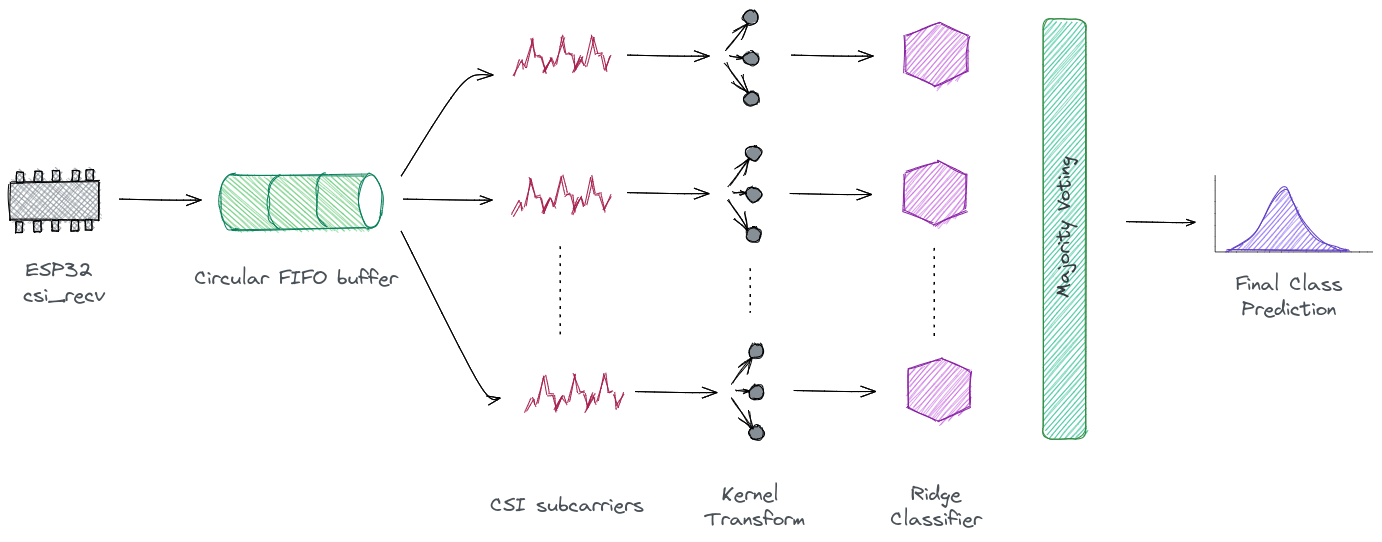 ESP32
csi_recv
Circular FIFO buffer
CSI subcarriers
Kernel
Transform
Ridge
Classifier
Majority Voting
Final Class
Prediction